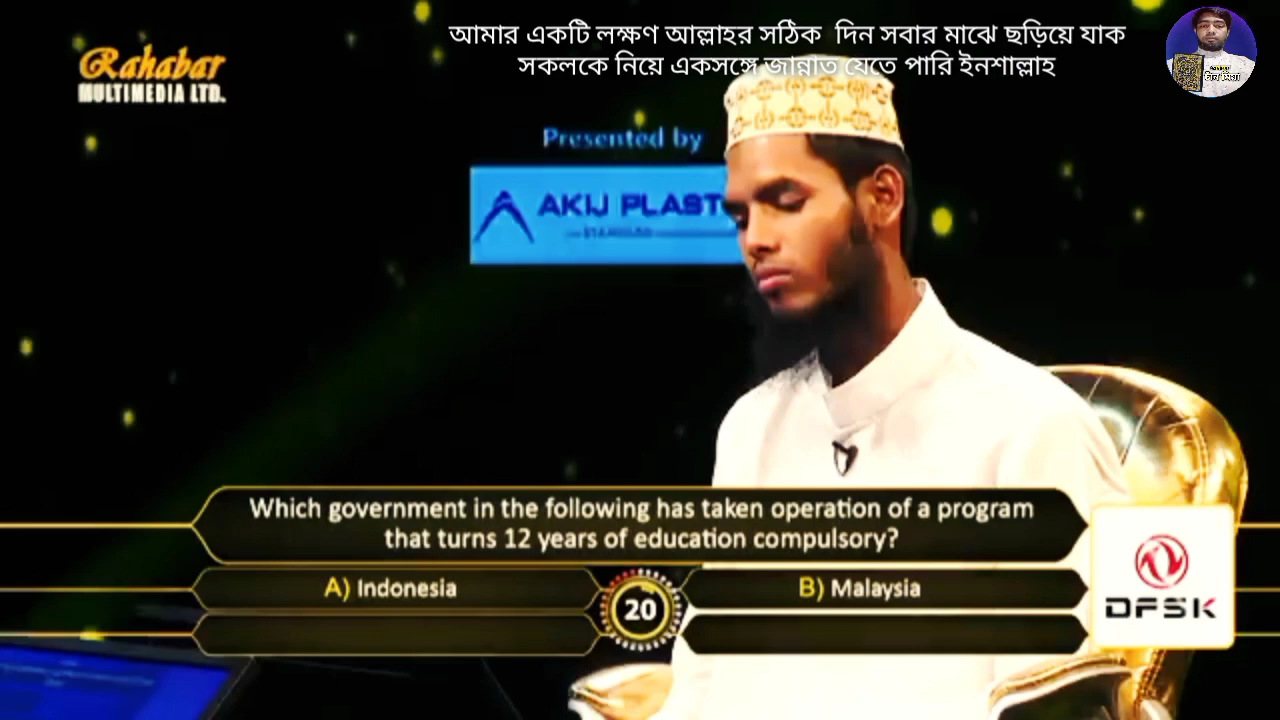 আমার একটি লক্ষণ আল্লাহর সঠিক দিন সবার মাঝে ছড়িয়ে যাক
সকলকে নিয়ে একসঙ্গে জান্নাত যেতে পারি ইনশাল্লাহ
Rahabar
MULTIMEDIA LTD.
Presented by
AKIJ PLAST
Which government in the following has taken operation of a program
that turns 12 years of education compulsory?
A) Indonesia
B) Malaysia
20
DFSK